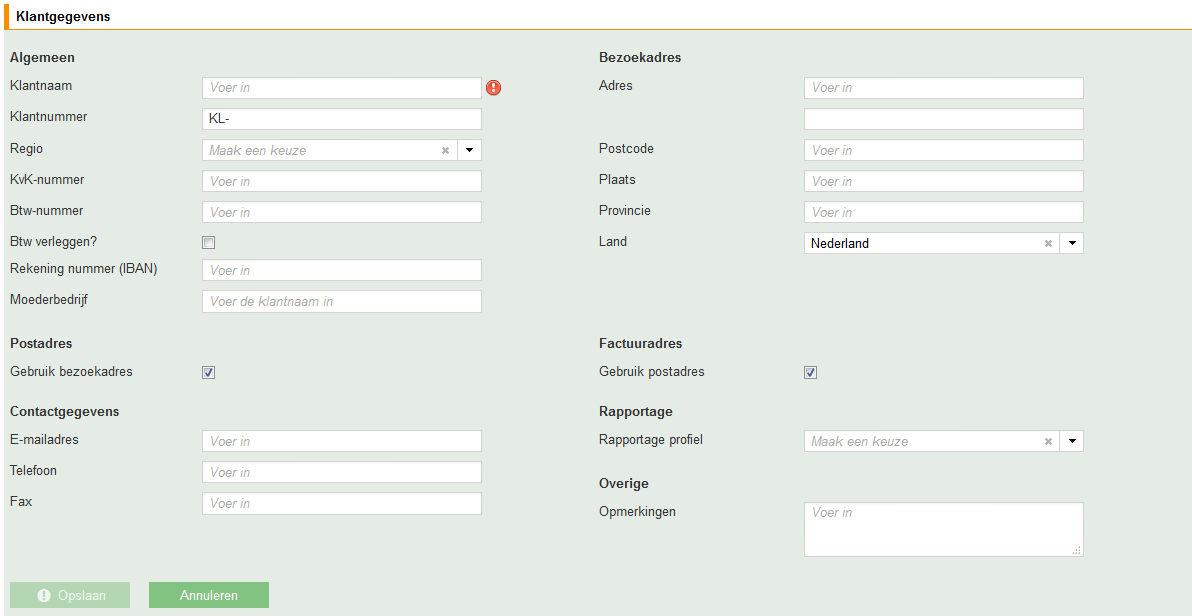 Klantgegevens
Algemeen
Klantnaam Voer in
Klantnummer KL-
Regio Maak een keuze
KvK-nummer Voer in
Btw-nummer Voer in
Btw verleggen?
Rekening nummer (IBAN) Voer in
Moederbedrijf Voer de klantnaam in
Bezoekadres
Adres Voer in
Postcode Voer in
Plaats Voer in
Provincie Voer in
Land Nederland
Postadres
Gebruik bezoekadres
Factuuradres
Gebruik postadres
Contactgegevens
E-mailadres Voer in
Telefoon Voer in
Fax Voer in
Rapportage
Rapportage profiel Maak een keuze
Overige
Opmerkingen Voer in
Opslaan Annuleren